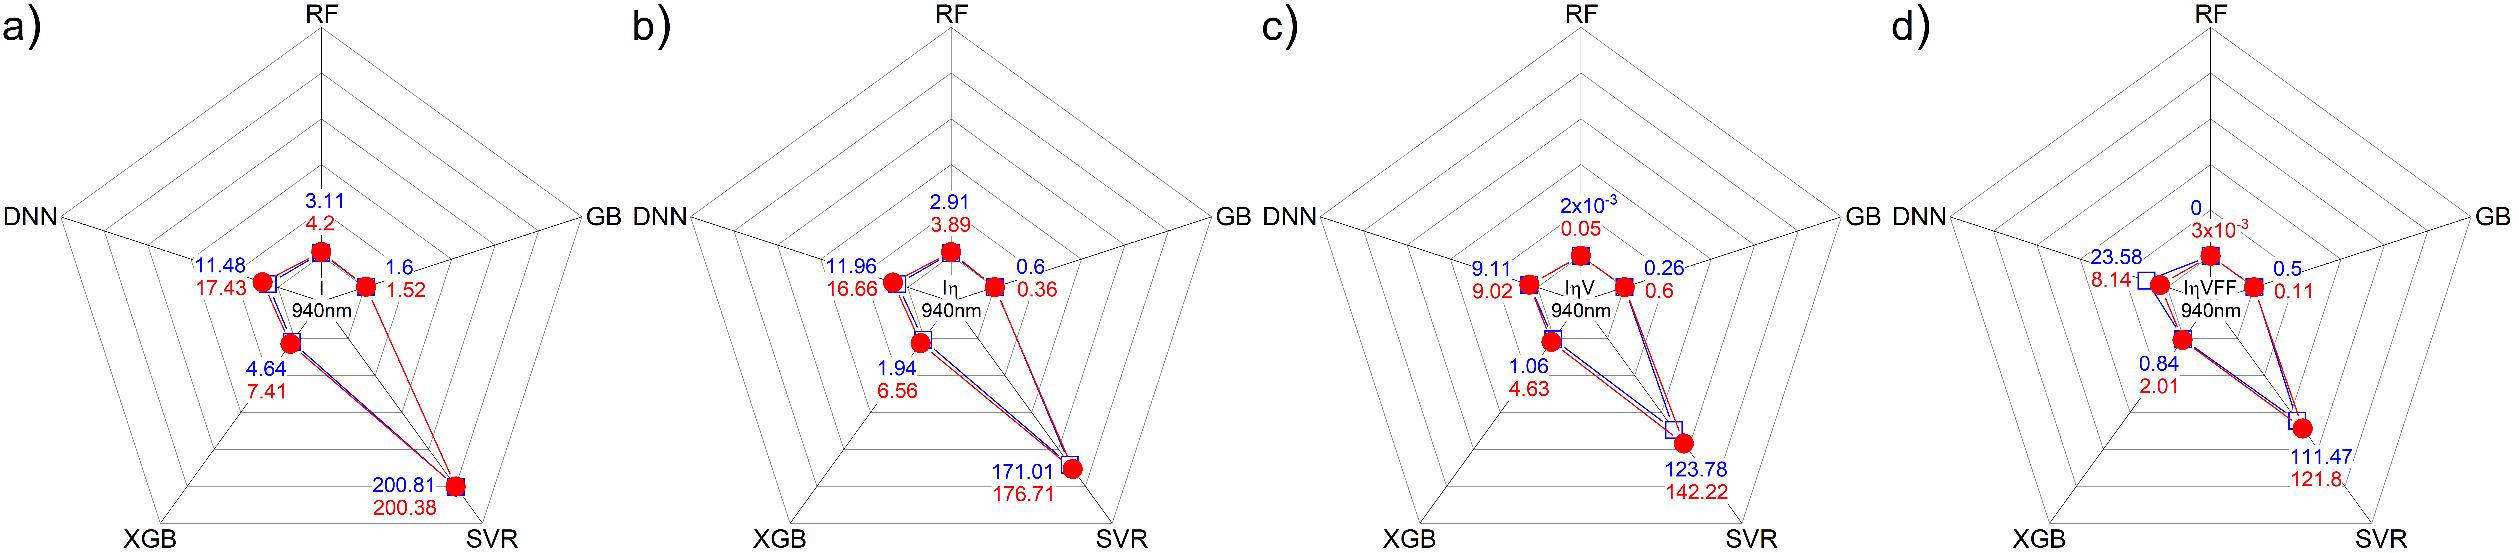 a)
RF
GB
SVR
XGB
DNN
3.11
4.2
1.6
1.52
200.81
200.38
4.64
7.41
11.48
17.43
I
940nm
b)
RF
GB
SVR
XGB
DNN
2.91
3.89
0.6
0.36
171.01
176.71
1.94
6.56
11.96
16.66
Iη
940nm
c)
RF
GB
SVR
XGB
DNN
2x10⁻³
0.05
0.26
0.6
123.78
142.22
1.06
4.63
9.11
9.02
IηV
940nm
d)
RF
GB
SVR
XGB
DNN
0
3x10⁻³
0.5
0.11
111.47
121.8
0.84
2.01
23.58
8.14
IηVFF
940nm